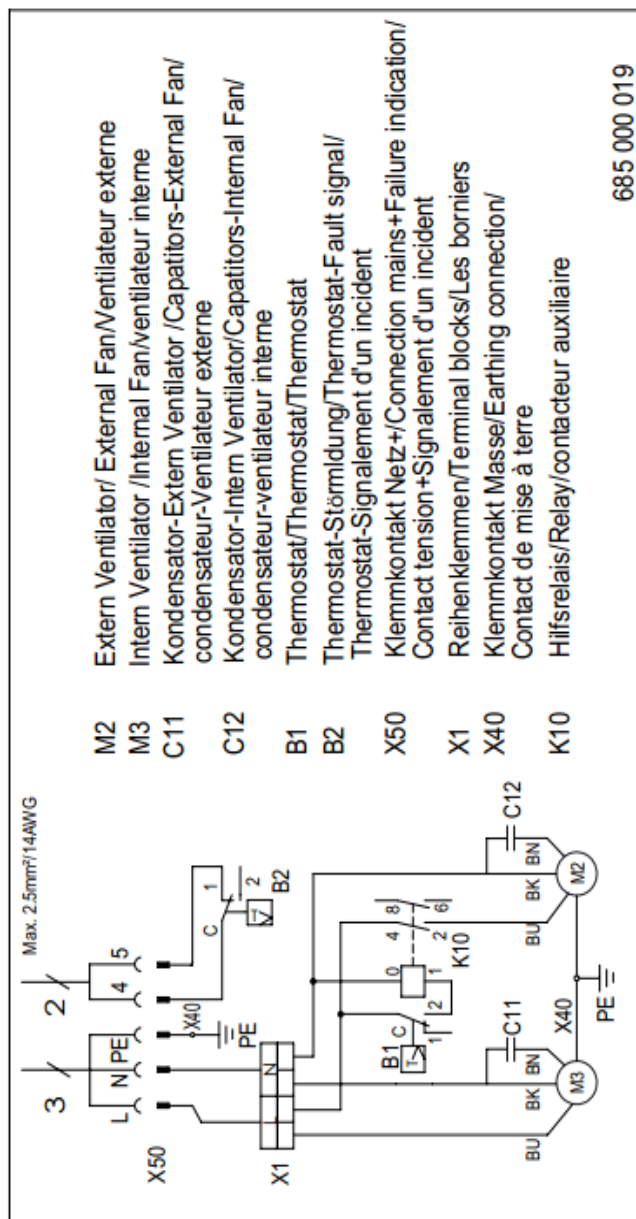 Max. 2.5mm²/14AWG
3
2
L
N
PE
4
5
X50
X40
PE
C
1
2
B2
X1
L
N
B1
C
1
2
0
1
4
8
2
6
K10
C11
C12
BU
BK
BN
BU
BK
BN
M3
M2
X40
PE
M2 Extern Ventilator/ External Fan/Ventilateur externe
M3 Intern Ventilator /Internal Fan/ventilateur interne
C11 Kondensator-Extern Ventilator /Capatitors-External Fan/
condensateur-Ventilateur externe
C12 Kondensator-Intern Ventilator/Capacitors-Internal Fan/
condensateur-ventilateur interne
B1 Thermostat/Thermostat/Thermostat
B2 Thermostat-Störmldung/Thermostat-Fault signal/
Thermostat-Signalement d'un incident
X50 Klemmkontakt Netz+/Connection mains+Failure indication/
Contact tension+Signalement d'un incident
X1 Reihenklemmen/Terminal blocks/Les borniers
X40 Klemmkontakt Masse/Earthing connection/
Contact de mise à terre
K10 Hilfsrelais/Relay/contacteur auxiliaire
685 000 019